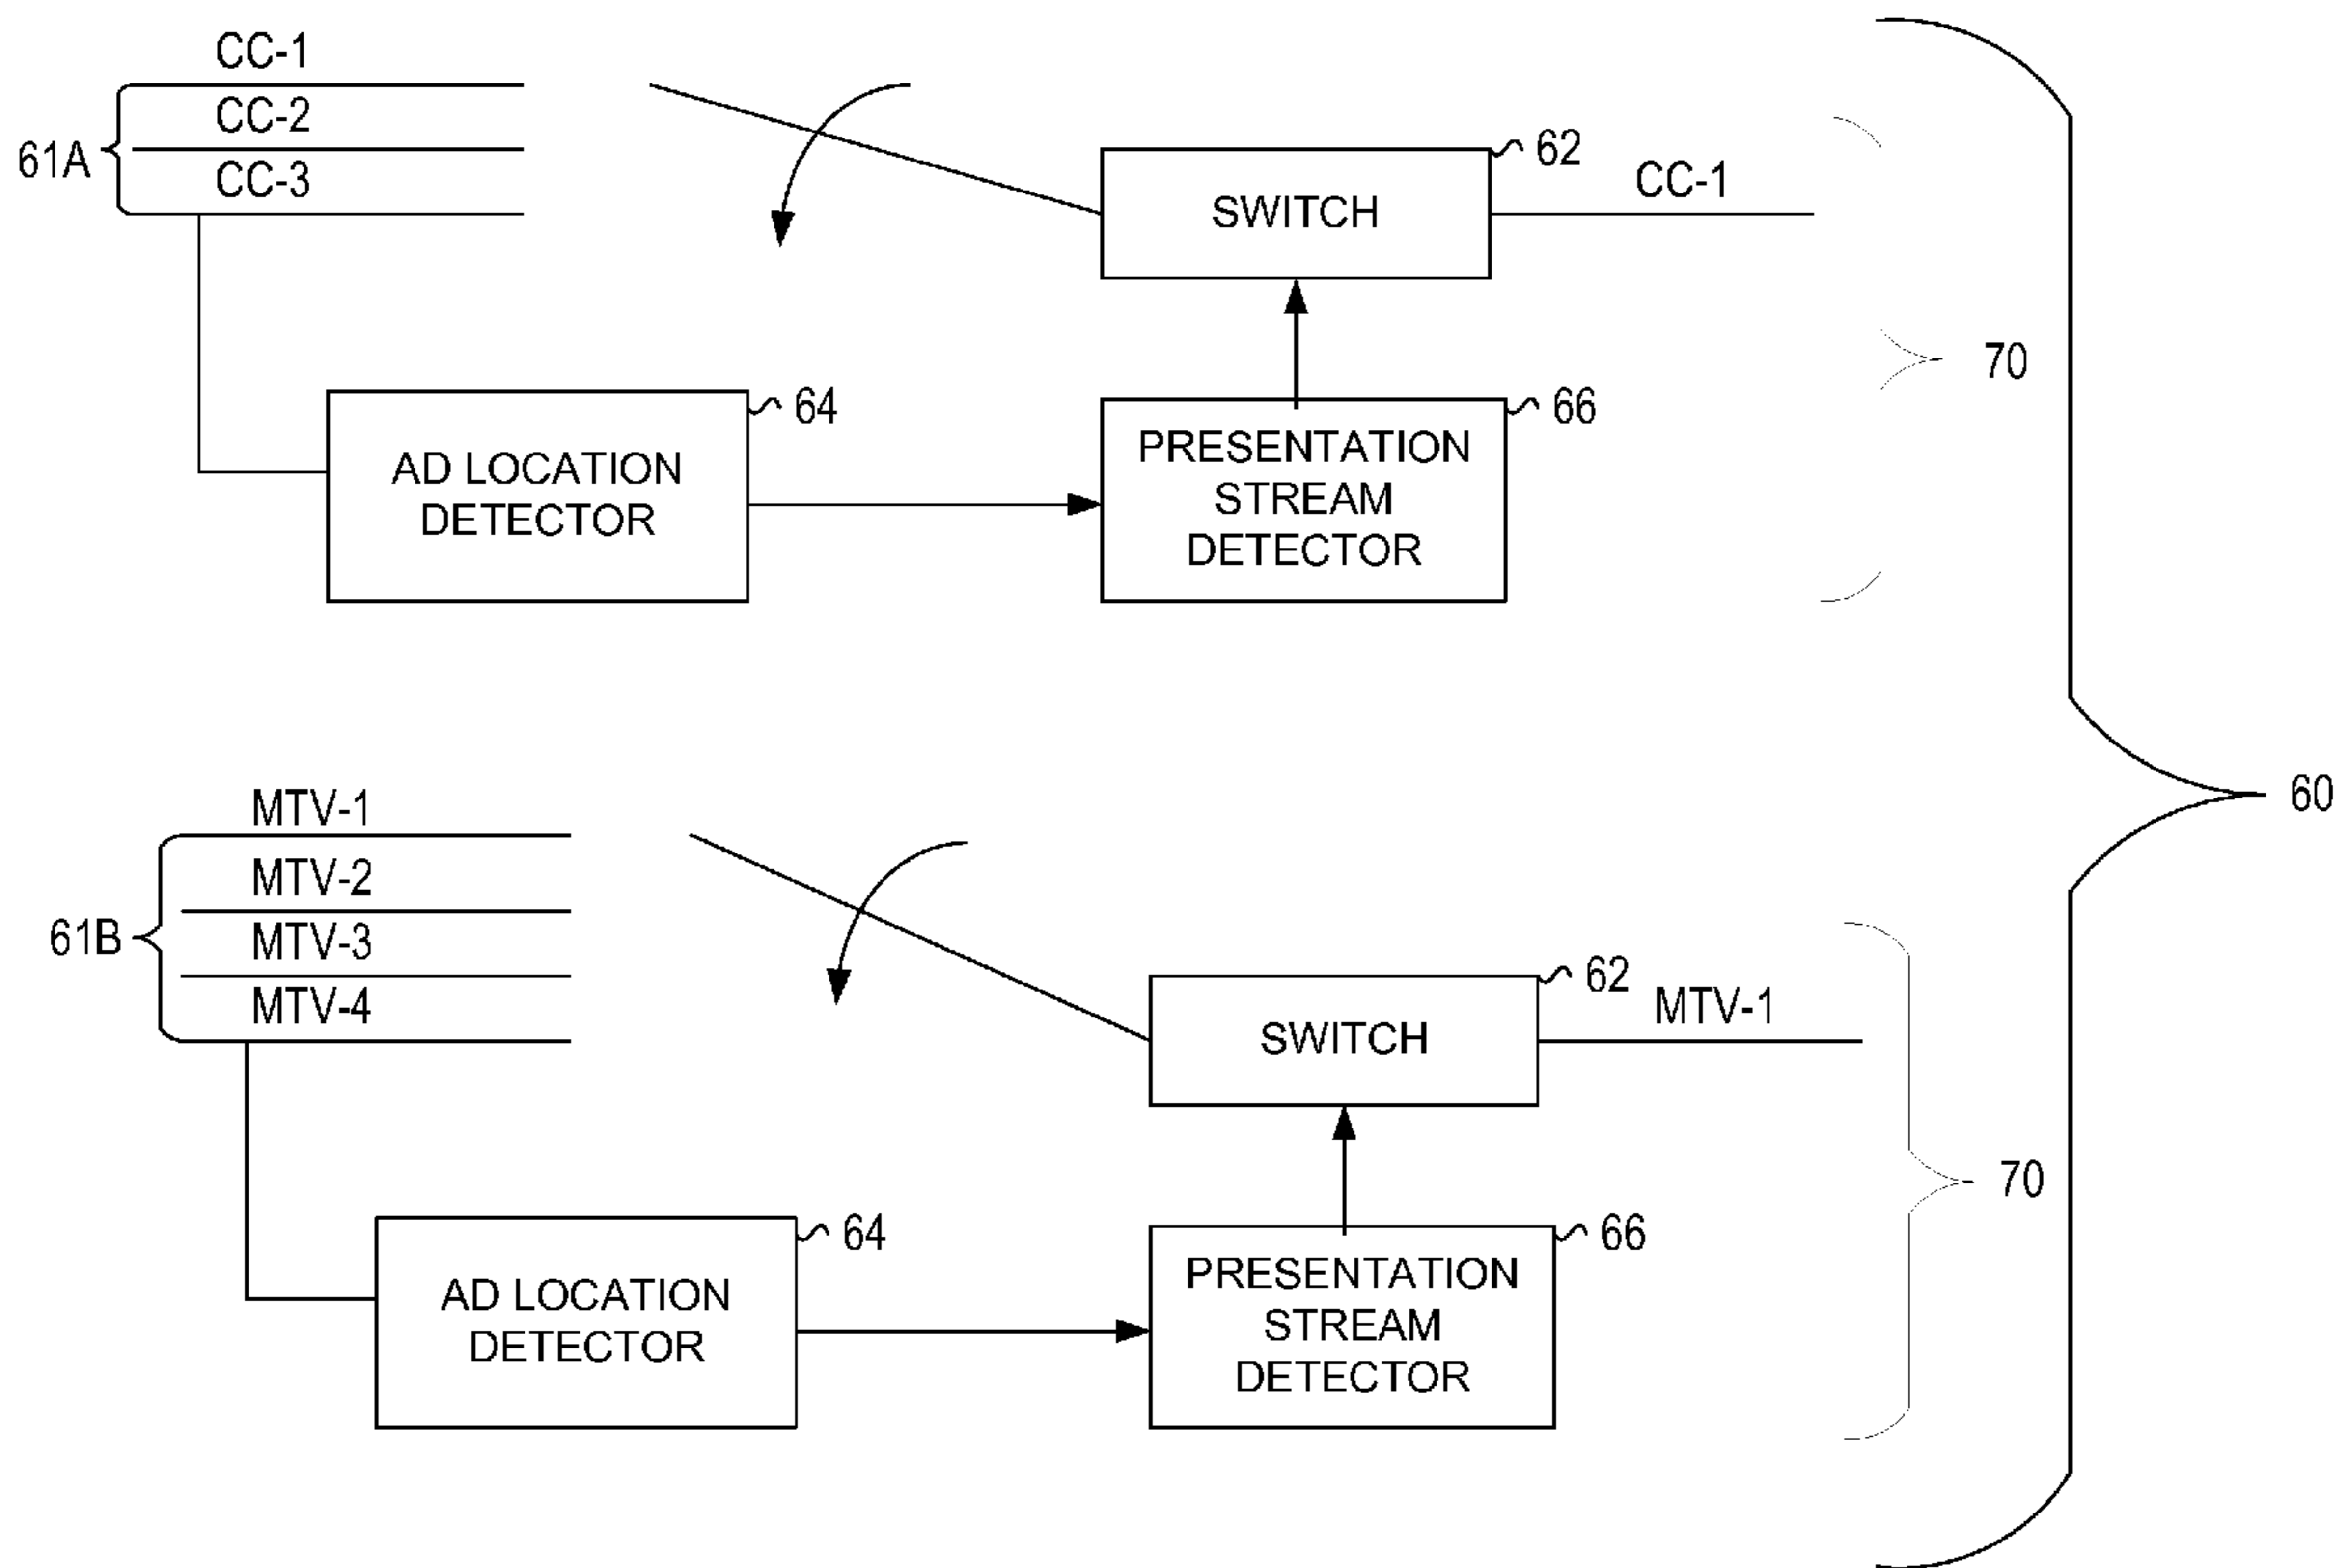 CC-1
CC-2
61A
CC-3
62
SWITCH
CC-1
70
64
AD LOCATION
DETECTOR
66
PRESENTATION
STREAM
DETECTOR
60
MTV-1
MTV-2
61B
MTV-3
MTV-4
62
SWITCH
MTV-1
70
64
AD LOCATION
DETECTOR
66
PRESENTATION
STREAM
DETECTOR